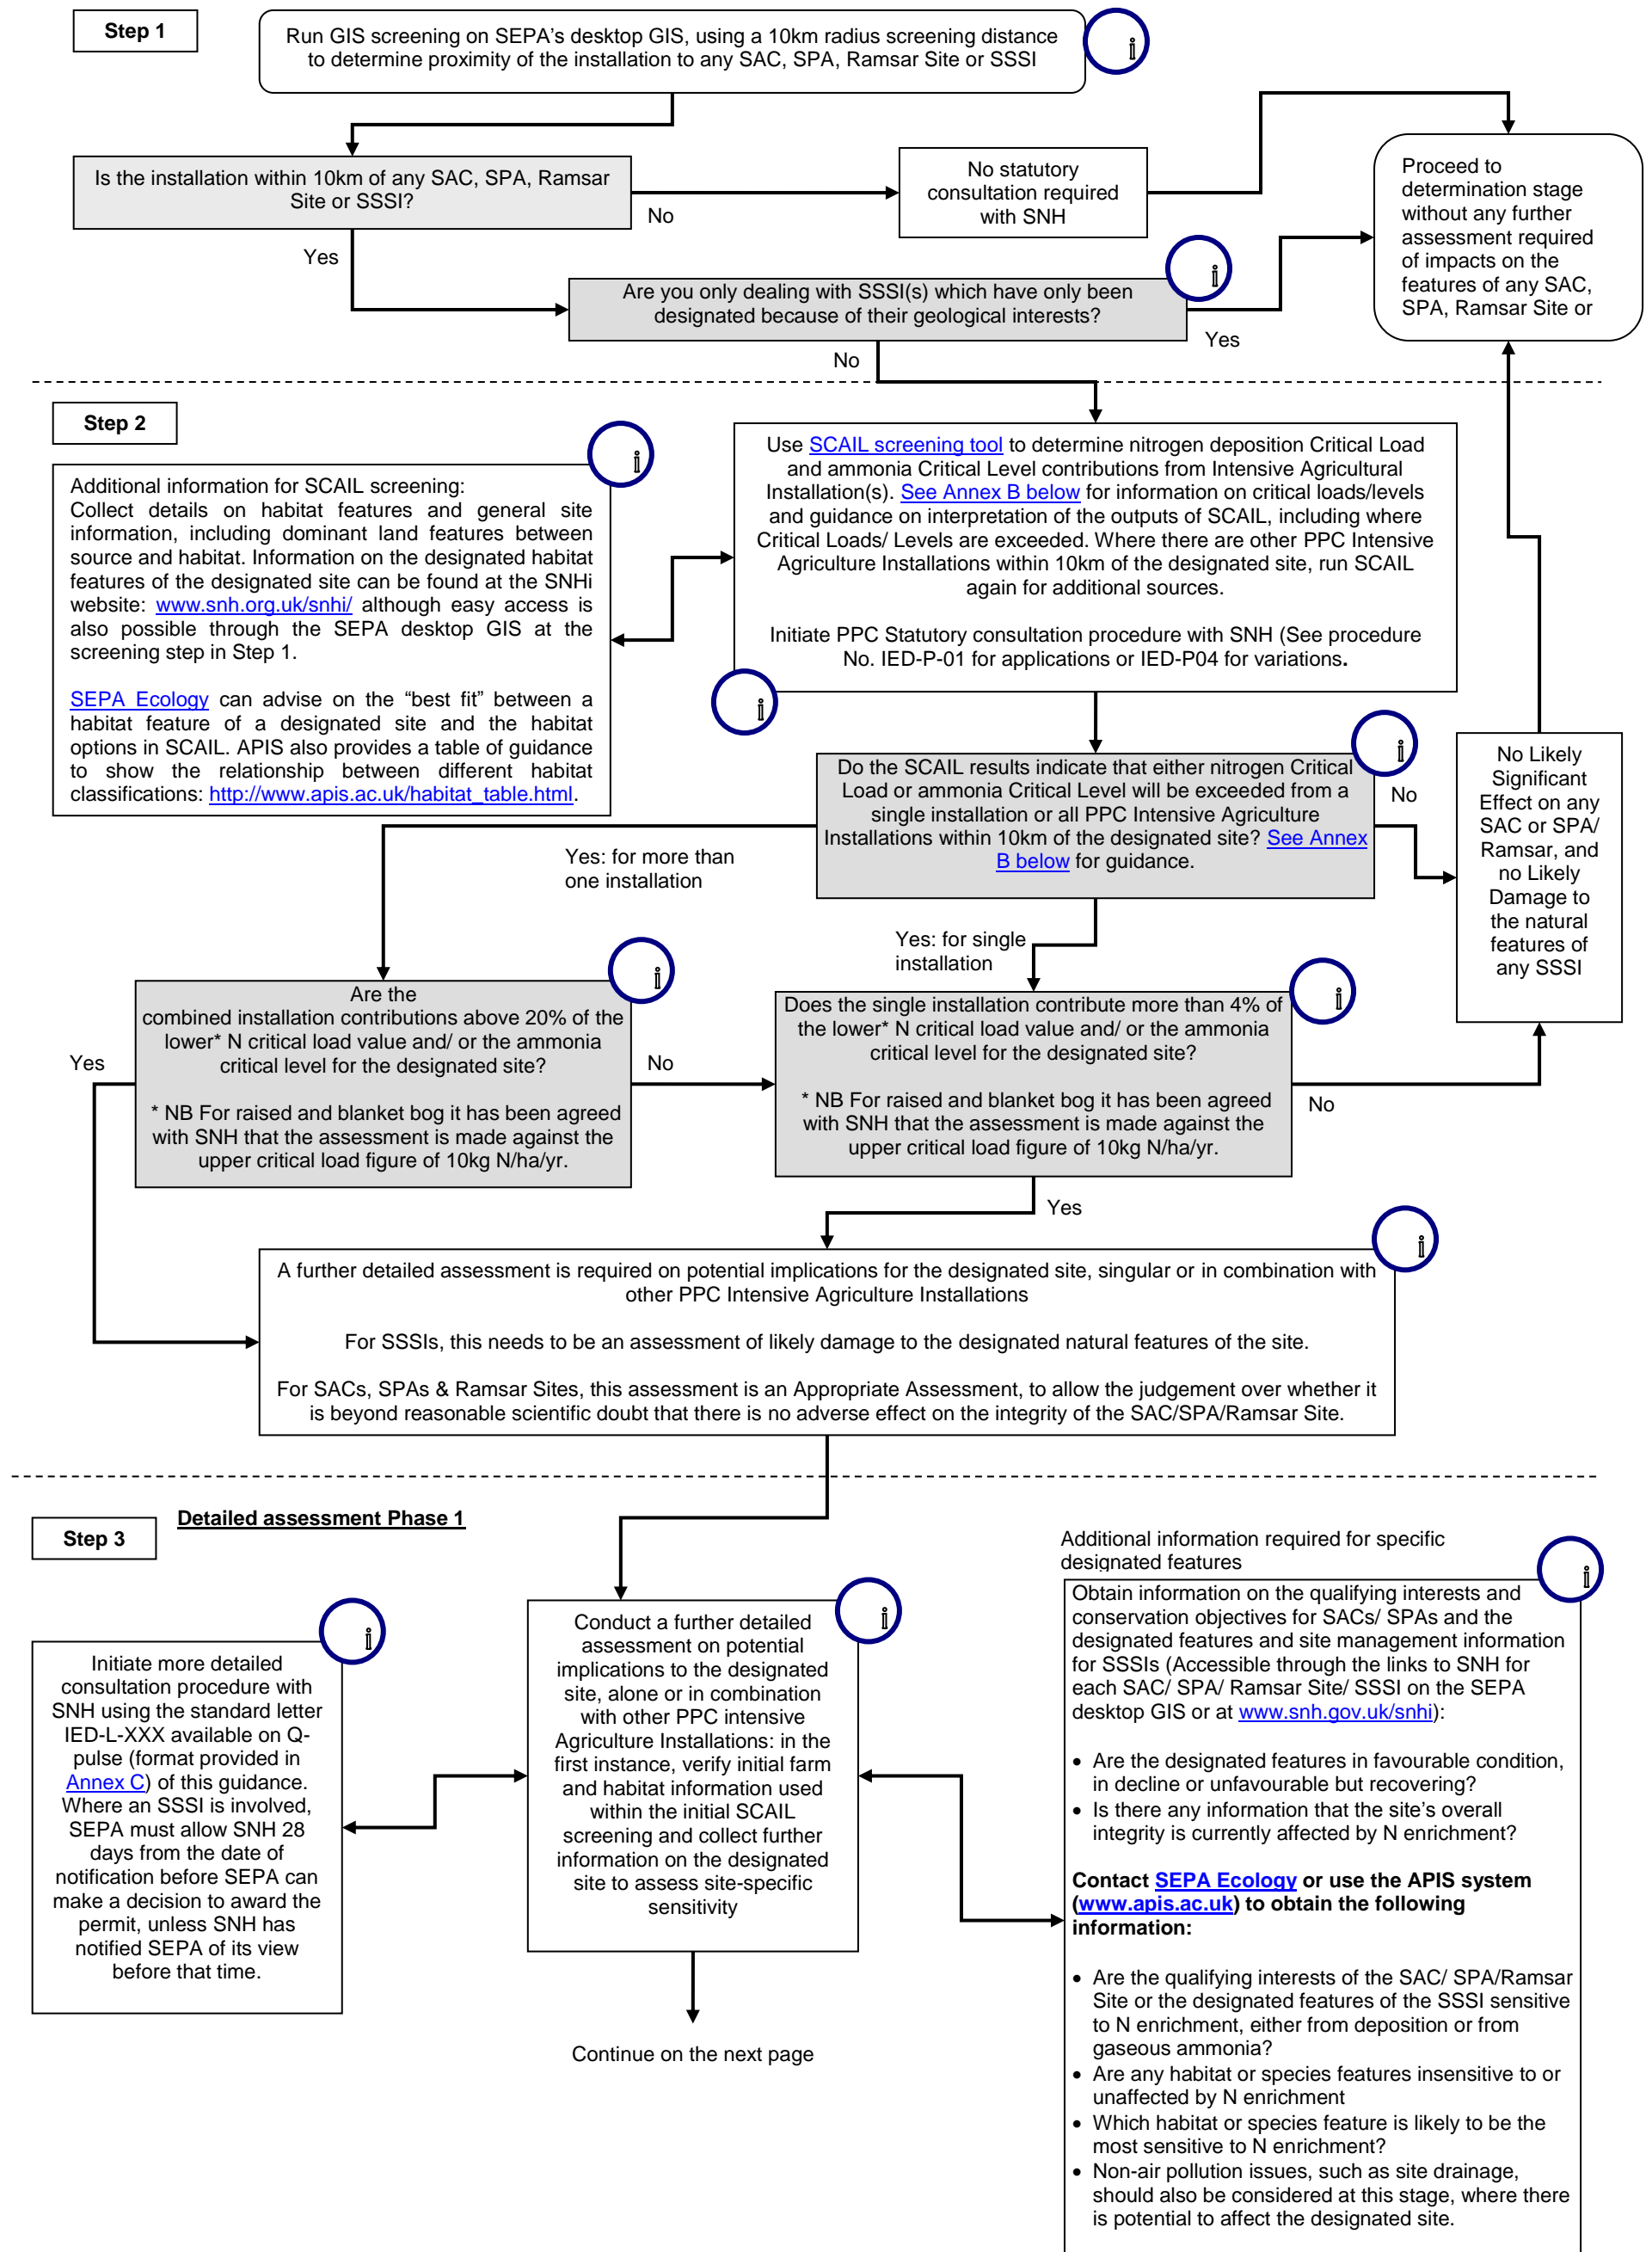 Step 1
Run GIS screening on SEPA's desktop GIS, using a 10km radius screening distance
to determine proximity of the installation to any SAC, SPA, Ramsar Site or SSSI
i
Is the installation within 10km of any SAC, SPA, Ramsar
Site or SSSI?
No
Yes
No statutory
consultation required
with SNH
Proceed to
determination stage
without any further
assessment required
of impacts on the
features of any SAC,
SPA, Ramsar Site or
i
Are you only dealing with SSSI(s) which have only been
designated because of their geological interests?
Yes
No
Step 2
i
Additional information for SCAIL screening:
Collect details on habitat features and general site
information, including dominant land features between
source and habitat. Information on the designated habitat
features of the designated site can be found at the SNHi
website: www.snh.org.uk/snhi/ although easy access is
also possible through the SEPA desktop GIS at the
screening step in Step 1.
SEPA Ecology can advise on the "best fit" between a
habitat feature of a designated site and the habitat
options in SCAIL. APIS also provides a table of guidance
to show the relationship between different habitat
classifications: http://www.apis.ac.uk/habitat_table.html.
Use SCAIL screening tool to determine nitrogen deposition Critical Load
and ammonia Critical Level contributions from Intensive Agricultural
Installation(s). See Annex B below for information on critical loads/levels
and guidance on interpretation of the outputs of SCAIL, including where
Critical Loads/ Levels are exceeded. Where there are other PPC Intensive
Agriculture Installations within 10km of the designated site, run SCAIL
again for additional sources.
Initiate PPC Statutory consultation procedure with SNH (See procedure
No. IED-P-01 for applications or IED-P04 for variations.
i
i
Do the SCAIL results indicate that either nitrogen Critical
Load or ammonia Critical Level will be exceeded from a
single installation or all PPC Intensive Agriculture
Installations within 10km of the designated site? See Annex
B below for guidance.
No
Yes: for more than
one installation
Yes: for single
installation
No Likely
Significant
Effect on any
SAC or SPA/
Ramsar, and
no Likely
Damage to
the natural
features of
any SSSI
i
Are the
combined installation contributions above 20% of the
lower* N critical load value and/ or the ammonia
critical level for the designated site?
* NB For raised and blanket bog it has been agreed
with SNH that the assessment is made against the
upper critical load figure of 10kg N/ha/yr.
Yes
No
i
Does the single installation contribute more than 4% of
the lower* N critical load value and/ or the ammonia
critical level for the designated site?
* NB For raised and blanket bog it has been agreed
with SNH that the assessment is made against the
upper critical load figure of 10kg N/ha/yr.
No
Yes
i
A further detailed assessment is required on potential implications for the designated site, singular or in combination with
other PPC Intensive Agriculture Installations
For SSSIs, this needs to be an assessment of likely damage to the designated natural features of the site.
For SACs, SPAs & Ramsar Sites, this assessment is an Appropriate Assessment, to allow the judgement over whether it
is beyond reasonable scientific doubt that there is no adverse effect on the integrity of the SAC/SPA/Ramsar Site.
Step 3
Detailed assessment Phase 1
i
Initiate more detailed
consultation procedure with
SNH using the standard letter
IED-L-XXX available on Q-
pulse (format provided in
Annex C) of this guidance.
Where an SSSI is involved,
SEPA must allow SNH 28
days from the date of
notification before SEPA can
make a decision to award the
permit, unless SNH has
notified SEPA of its view
before that time.
i
Conduct a further detailed
assessment on potential
implications to the designated
site, alone or in combination
with other PPC intensive
Agriculture Installations: in the
first instance, verify initial farm
and habitat information used
within the initial SCAIL
screening and collect further
information on the designated
site to assess site-specific
sensitivity
Continue on the next page
Additional information required for specific
designated features
i
Obtain information on the qualifying interests and
conservation objectives for SACs/ SPAs and the
designated features and site management information
for SSSIs (Accessible through the links to SNH for
each SAC/ SPA/ Ramsar Site/ SSSI on the SEPA
desktop GIS or at www.snh.gov.uk/snhi):
• Are the designated features in favourable condition,
in decline or unfavourable but recovering?
• Is there any information that the site's overall
integrity is currently affected by N enrichment?
Contact SEPA Ecology or use the APIS system
(www.apis.ac.uk) to obtain the following
information:
• Are the qualifying interests of the SAC/ SPA/Ramsar
Site or the designated features of the SSSI sensitive
to N enrichment, either from deposition or from
gaseous ammonia?
• Are any habitat or species features insensitive to or
unaffected by N enrichment
• Which habitat or species feature is likely to be the
most sensitive to N enrichment?
• Non-air pollution issues, such as site drainage,
should also be considered at this stage, where there
is potential to affect the designated site.